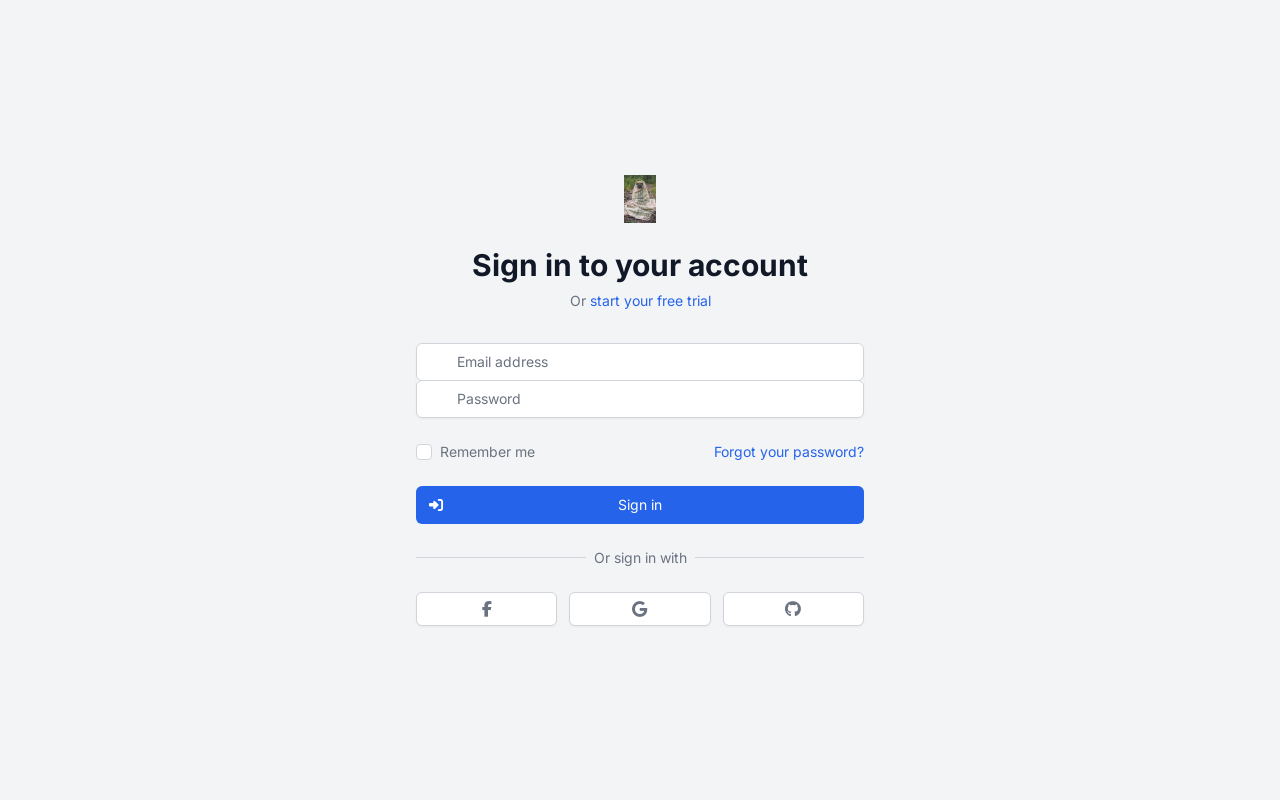 Sign in to your account
Or start your free trial
Email address
Password
Remember me
Forgot your password?
Sign in
Or sign in with